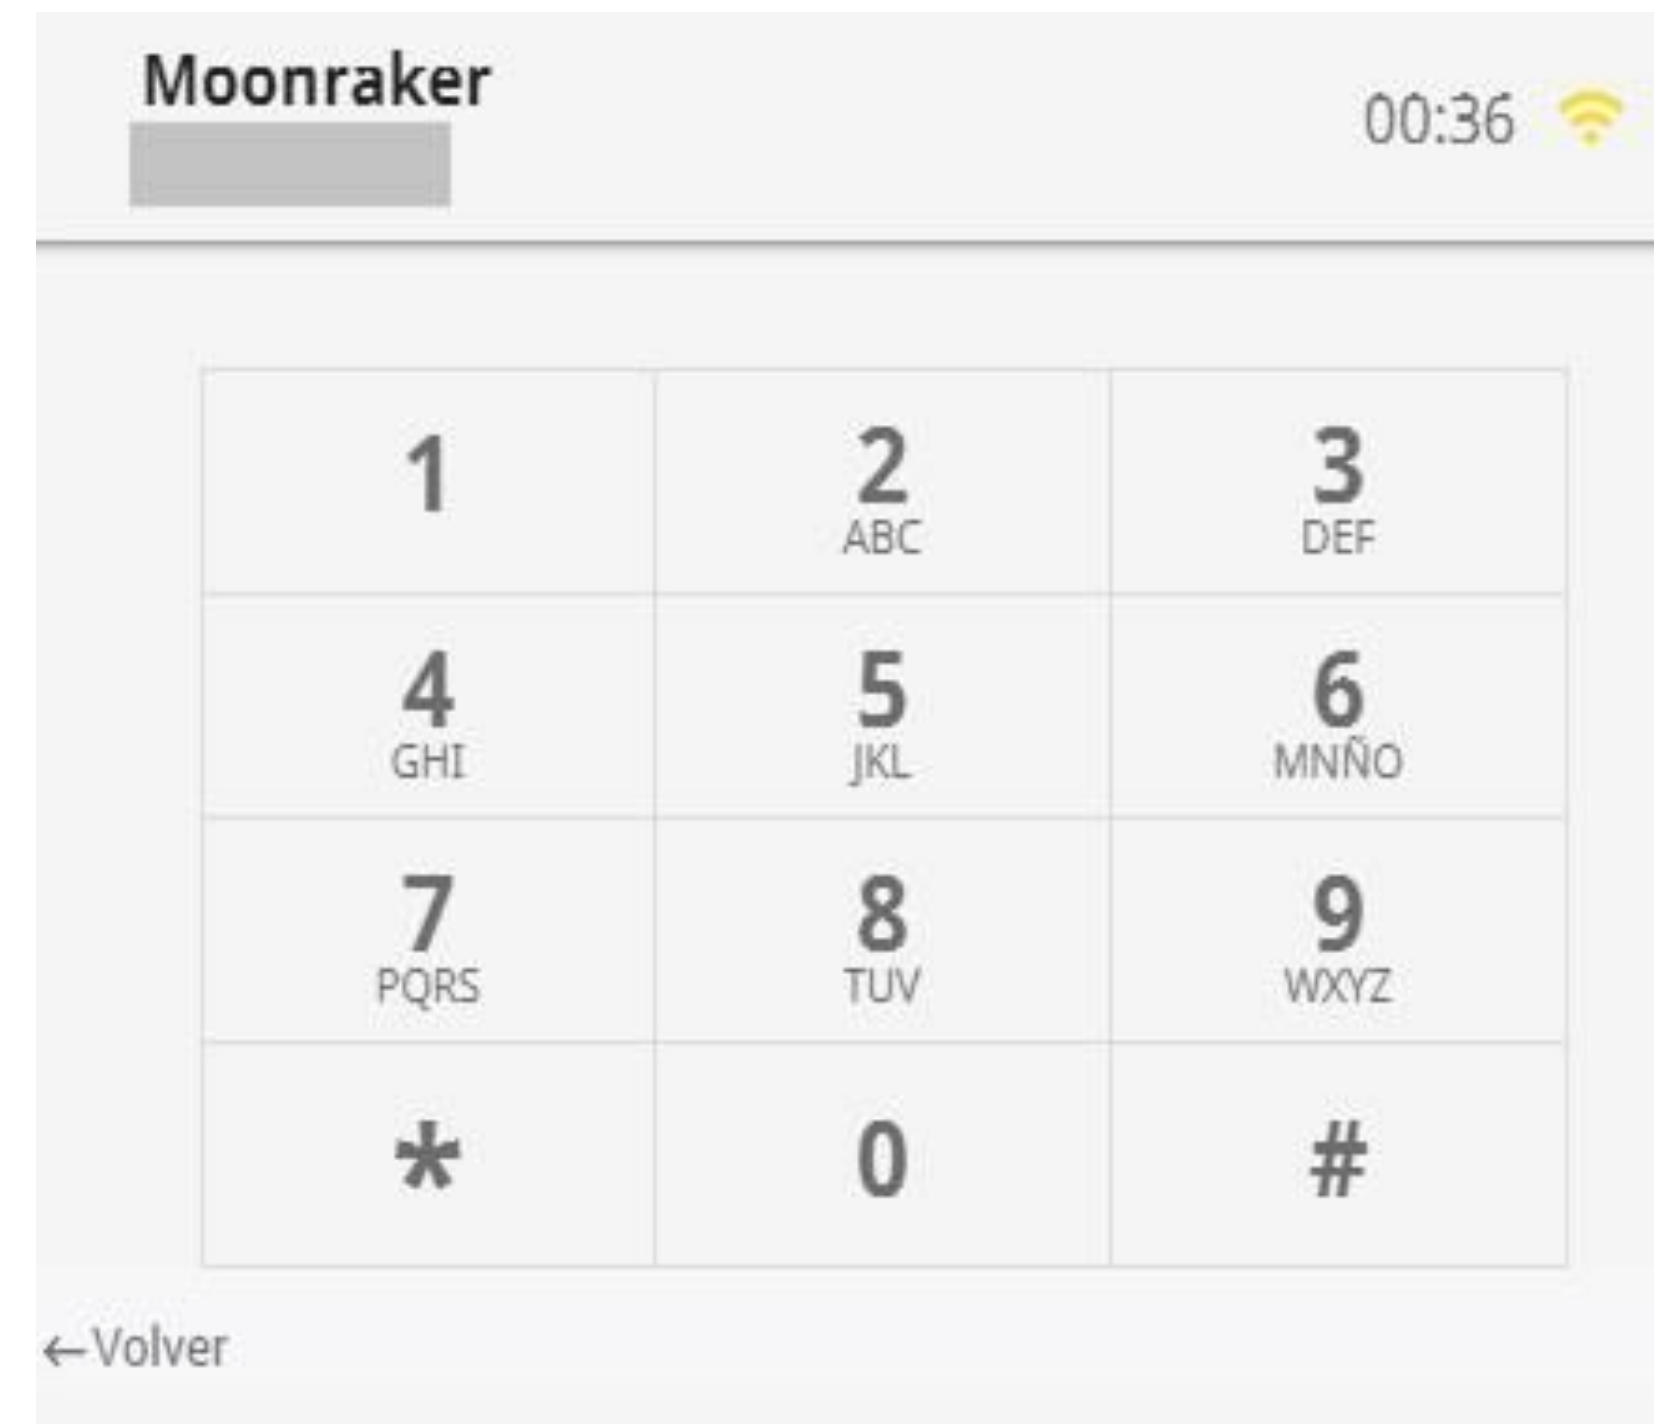 Moonraker
00:36
1 2 3
ABC DEF
4 5 6
GHI JKL MNÑO
7 8 9
PQRS TUV WXYZ
* 0 #
←Volver